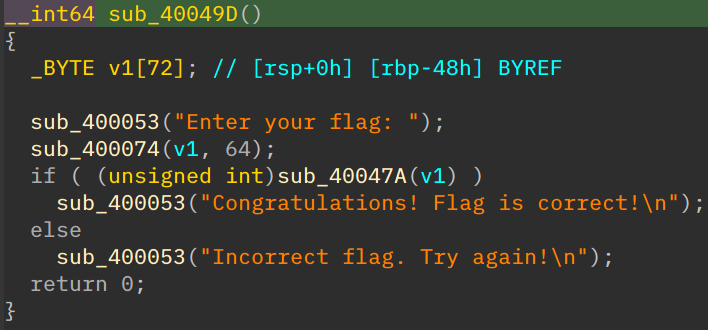 __int64 sub_40049D()
{
  _BYTE v1[72]; // [rsp+0h] [rbp-48h] BYREF

  sub_400053("Enter your flag: ");
  sub_400074(v1, 64);
  if ( (unsigned int)sub_40047A(v1) )
    sub_400053("Congratulations! Flag is correct!\n");
  else
    sub_400053("Incorrect flag. Try again!\n");
  return 0;
}